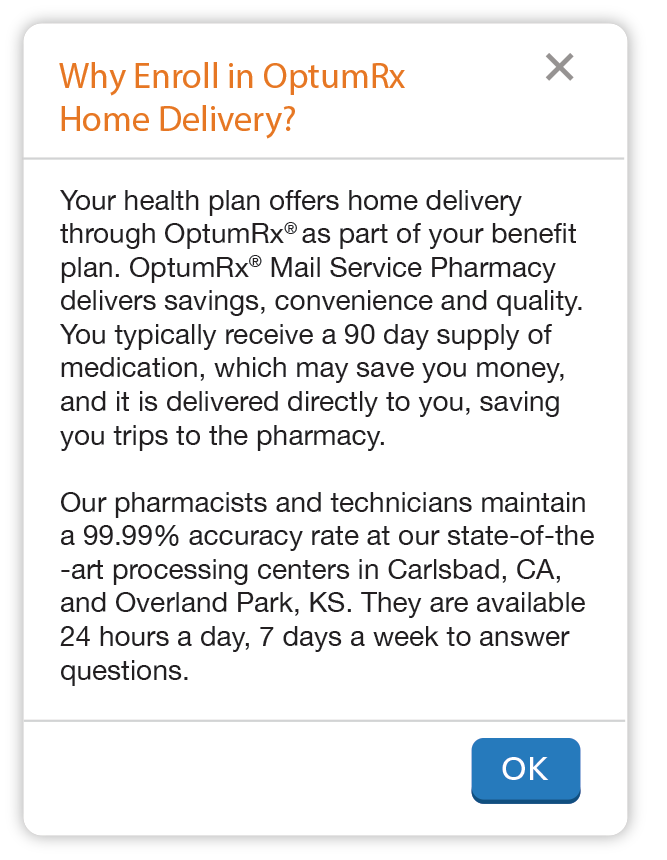 Why Enroll in OptumRx
Home Delivery?
Your health plan offers home delivery
through OptumRx® as part of your benefit
plan. OptumRx® Mail Service Pharmacy
delivers savings, convenience and quality.
You typically receive a 90 day supply of
medication, which may save you money,
and it is delivered directly to you, saving
you trips to the pharmacy.
Our pharmacists and technicians maintain
a 99.99% accuracy rate at our state-of-the
-art processing centers in Carlsbad, CA,
and Overland Park, KS. They are available
24 hours a day, 7 days a week to answer
questions.
OK